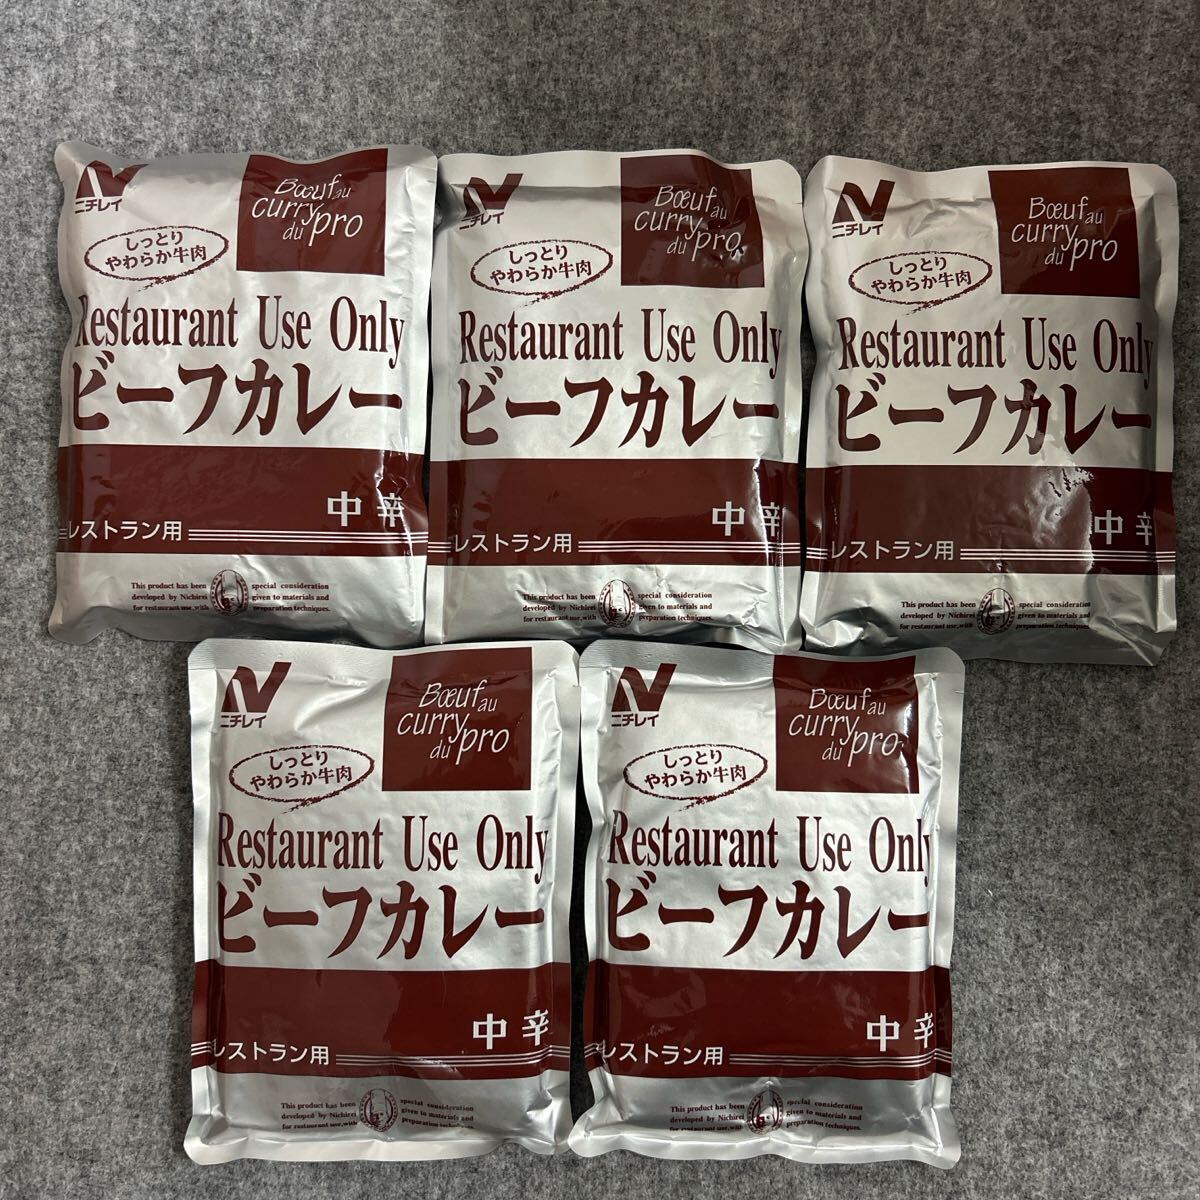 ニチレイ
Bœuf au
curry
du pro
しっとり
やわらか牛肉
Restaurant Use Only
ビーフカレー
中辛
レストラン用
This product has been special consideration
developed by Nichirei given to materials and
for restaurant use, with preparation techniques.
ニチレイ
Bœuf au
curry
du pro
しっとり
やわらか牛肉
Restaurant Use Only
ビーフカレー
中辛
レストラン用
This product has been special consideration
developed by Nichirei given to materials and
for restaurant use, with preparation techniques.
ニチレイ
Bœuf au
curry
du pro
しっとり
やわらか牛肉
Restaurant Use Only
ビーフカレー
中辛
レストラン用
This product has been special consideration
developed by Nichirei given to materials and
for restaurant use, with preparation techniques.
ニチレイ
Bœuf au
curry
du pro
しっとり
やわらか牛肉
Restaurant Use Only
ビーフカレー
中辛
レストラン用
This product has been special consideration
developed by Nichirei given to materials and
for restaurant use, with preparation techniques.
ニチレイ
Bœuf au
curry
du pro
しっとり
やわらか牛肉
Restaurant Use Only
ビーフカレー
中辛
レストラン用
This product has been special consideration
developed by Nichirei given to materials and
for restaurant use, with preparation techniques.